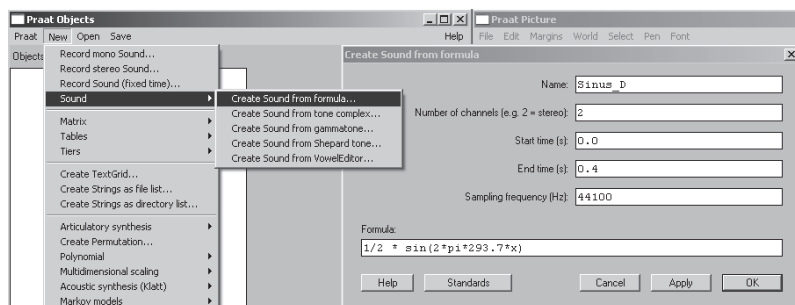 Praat Objects
Praat New Open Save Help
Objects
Record mono Sound...
Record stereo Sound...
Record Sound (fixed time)...
Sound
Matrix
Tables
Tiers
Create TextGrid...
Create Strings as file list...
Create Strings as directory list...
Articulatory synthesis
Create Permutation...
Polynomial
Multidimensional scaling
Acoustic synthesis (Klatt)
Markov models
Create Sound from formula...
Create Sound from tone complex...
Create Sound from gammatone...
Create Sound from Shepard tone...
Create Sound from VowelEditor...
Praat Picture
File Edit Margins World Select Pen Font
Create Sound from formula
Name: Sinus_D
Number of channels (e.g. 2 = stereo): 2
Start time (s): 0.0
End time (s): 0.4
Sampling frequency (Hz): 44100
Formula:
1/2 * sin(2*pi*293.7*x)
Help Standards Cancel Apply OK